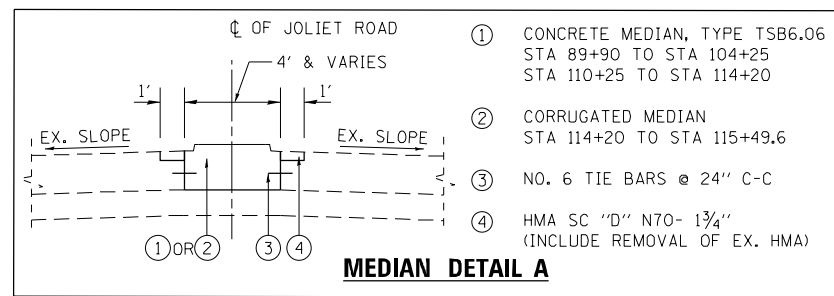 ℄ OF JOLIET ROAD
4' & VARIES
1'
1'
EX. SLOPE
EX. SLOPE
① OR ②
③
④
① CONCRETE MEDIAN, TYPE TSB6.06
STA 89+90 TO STA 104+25
STA 110+25 TO STA 114+20
② CORRUGATED MEDIAN
STA 114+20 TO STA 115+49.6
③ NO. 6 TIE BARS @ 24" C-C
④ HMA SC "D" N70- 1¾"
(INCLUDE REMOVAL OF EX. HMA)
MEDIAN DETAIL A